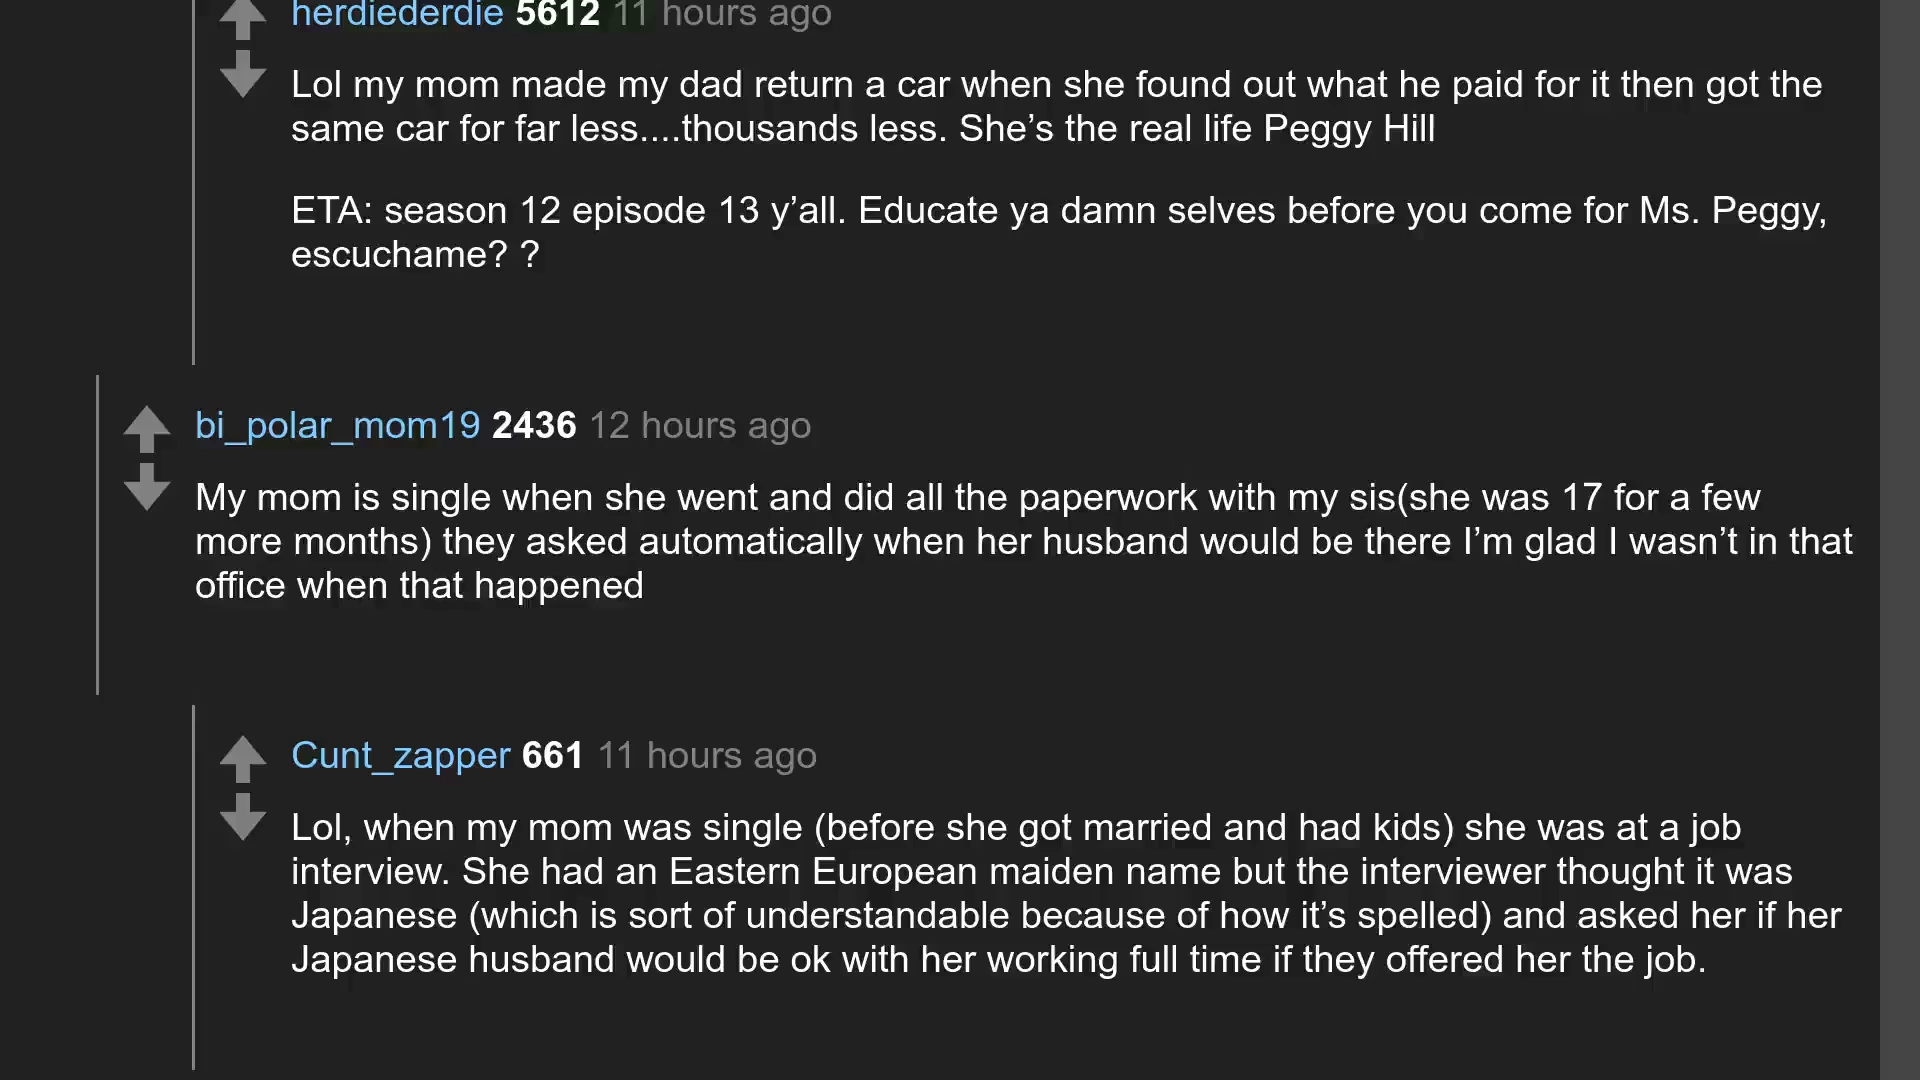 herdiederdie 5612 11 hours ago
Lol my mom made my dad return a car when she found out what he paid for it then got the
same car for far less....thousands less. She’s the real life Peggy Hill
ETA: season 12 episode 13 y’all. Educate ya damn selves before you come for Ms. Peggy,
escuchame? ?
bi_polar_mom19 2436 12 hours ago
My mom is single when she went and did all the paperwork with my sis(she was 17 for a few
more months) they asked automatically when her husband would be there I’m glad I wasn’t in that
office when that happened
Cunt_zapper 661 11 hours ago
Lol, when my mom was single (before she got married and had kids) she was at a job
interview. She had an Eastern European maiden name but the interviewer thought it was
Japanese (which is sort of understandable because of how it’s spelled) and asked her if her
Japanese husband would be ok with her working full time if they offered her the job.